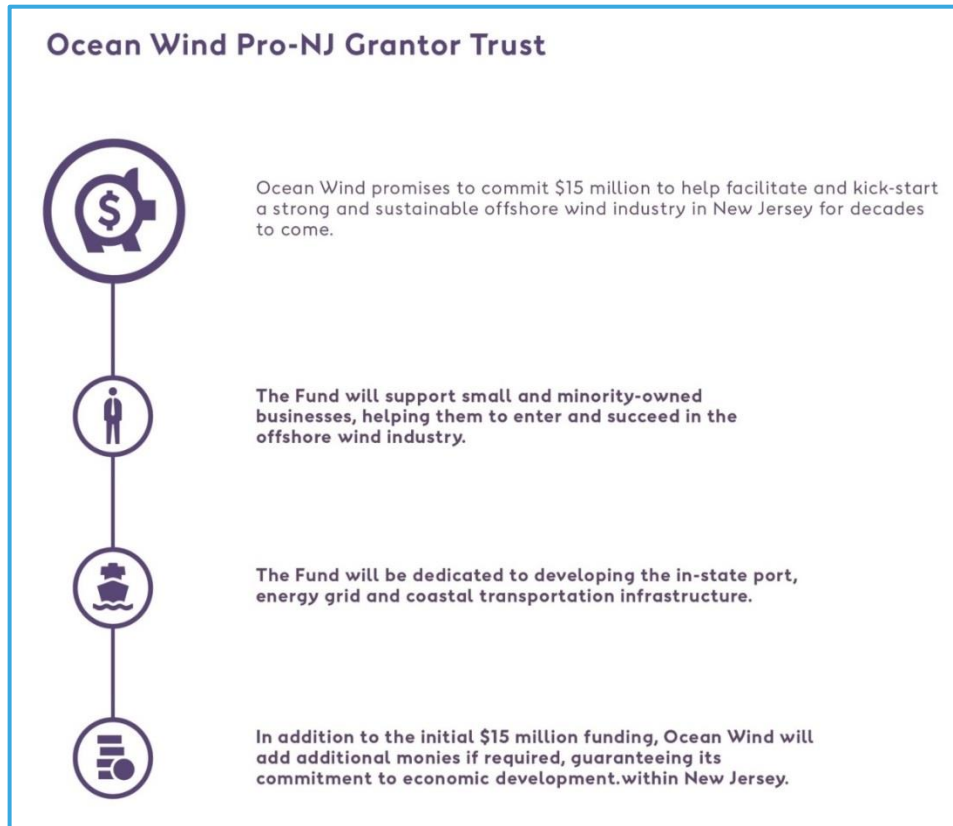 Ocean Wind Pro-NJ Grantor Trust
$
Ocean Wind promises to commit $15 million to help facilitate and kick-start
a strong and sustainable offshore wind industry in New Jersey for decades
to come.
The Fund will support small and minority-owned
businesses, helping them to enter and succeed in the
offshore wind industry.
The Fund will be dedicated to developing the in-state port,
energy grid and coastal transportation infrastructure.
In addition to the initial $15 million funding, Ocean Wind will
add additional monies if required, guaranteeing its
commitment to economic development.within New Jersey.